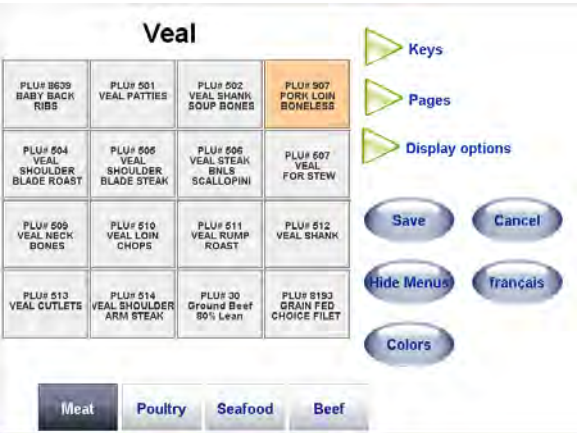 Veal
PLU# 8639
BABY BACK
RIBS
PLU# 501
VEAL PATTIES
PLU# 502
VEAL SHANK
SOUP BONES
PLU# 907
PORK LOIN
BONELESS
PLU# 504
VEAL
SHOULDER
BLADE ROAST
PLU# 505
VEAL
SHOULDER
BLADE STEAK
PLU# 506
VEAL STEAK
BNLS
SCALLOPINI
PLU# 507
VEAL
FOR STEW
PLU# 509
VEAL NECK
BONES
PLU# 510
VEAL LOIN
CHOPS
PLU# 511
VEAL RUMP
ROAST
PLU# 512
VEAL SHANK
PLU# 513
VEAL CUTLETS
PLU# 514
VEAL SHOULDER
ARM STEAK
PLU# 30
Ground Beef
80% Lean
PLU# 8193
GRAIN FED
CHOICE FILET
Keys
Pages
Display options
Save
Cancel
Hide Menus
français
Colors
Meat
Poultry
Seafood
Beef